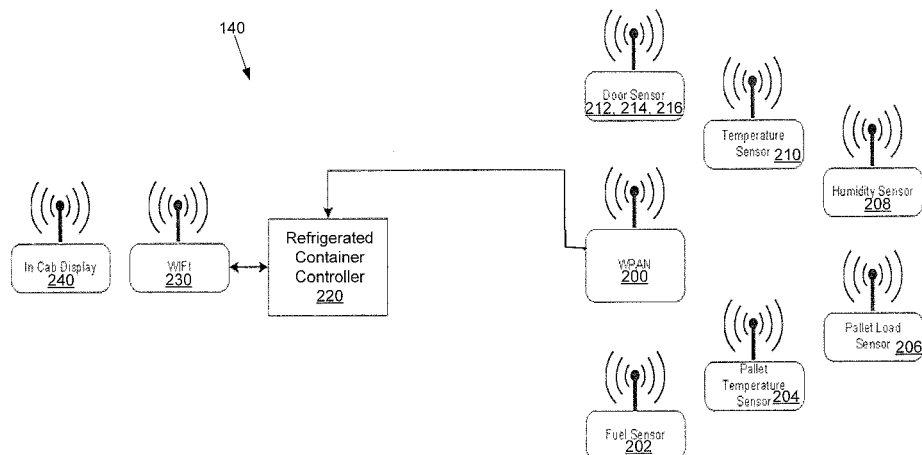 140
Door Sensor
212, 214, 216
Temperature
Sensor 210
Humidity Sensor
208
In Cab Display
240
WIFI
230
Refrigerated
Container
Controller
220
WPAN
200
Pallet Load
Sensor 206
Pallet
Temperature
Sensor 204
Fuel Sensor
202